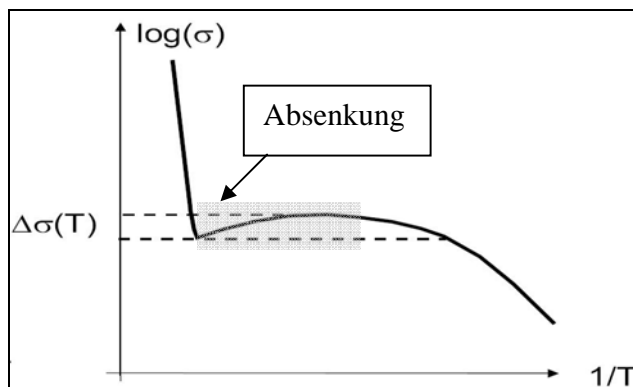 log(σ)
Absenkung
Δσ(T)
1/T